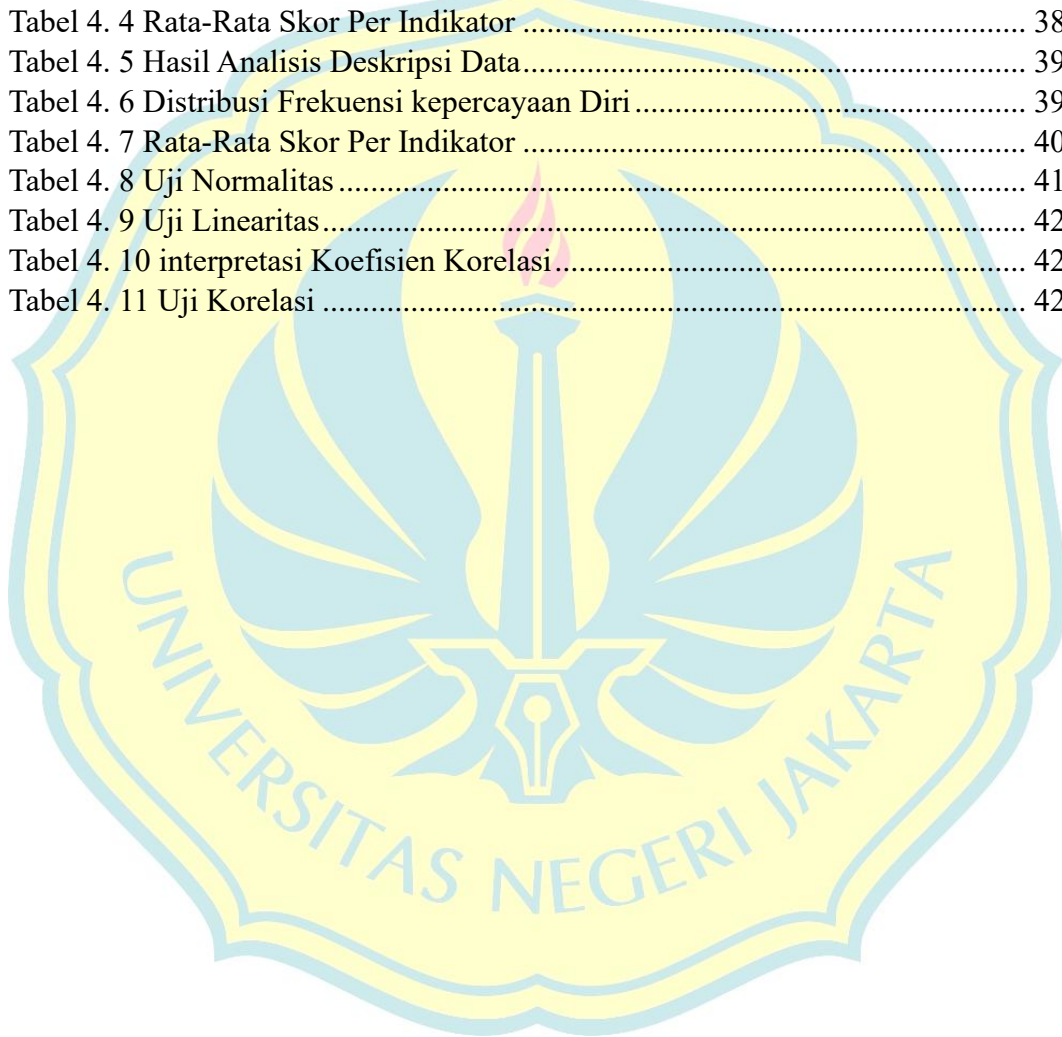 Tabel 4. 4 Rata-Rata Skor Per Indikator ........................................................................ 38
Tabel 4. 5 Hasil Analisis Deskripsi Data........................................................................ 39
Tabel 4. 6 Distribusi Frekuensi kepercayaan Diri ......................................................... 39
Tabel 4. 7 Rata-Rata Skor Per Indikator ........................................................................ 40
Tabel 4. 8 Uji Normalitas............................................................................................... 41
Tabel 4. 9 Uji Linearitas................................................................................................. 42
Tabel 4. 10 interpretasi Koefisien Korelasi.................................................................... 42
Tabel 4. 11 Uji Korelasi ................................................................................................. 42
UNIVERSITAS NEGERI JAKARTA